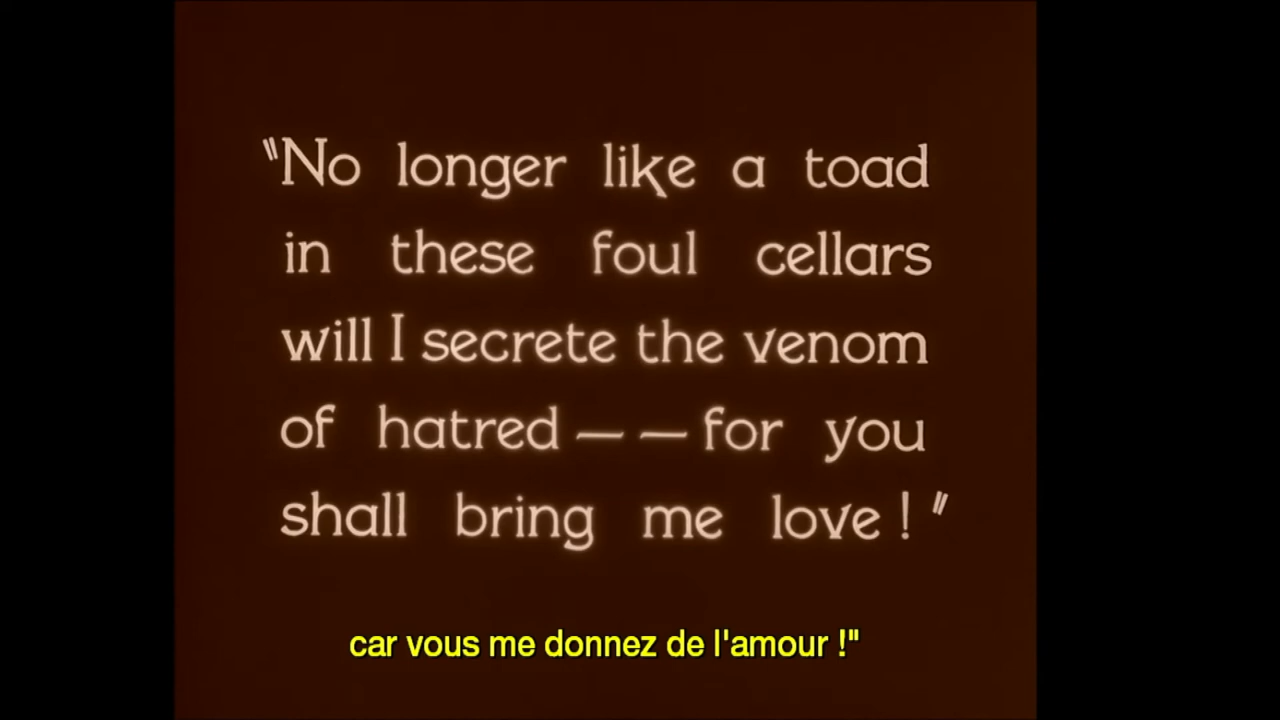 "No longer like a toad
in these foul cellars
will I secrete the venom
of hatred — — for you
shall bring me love ! "
car vous me donnez de l'amour !"